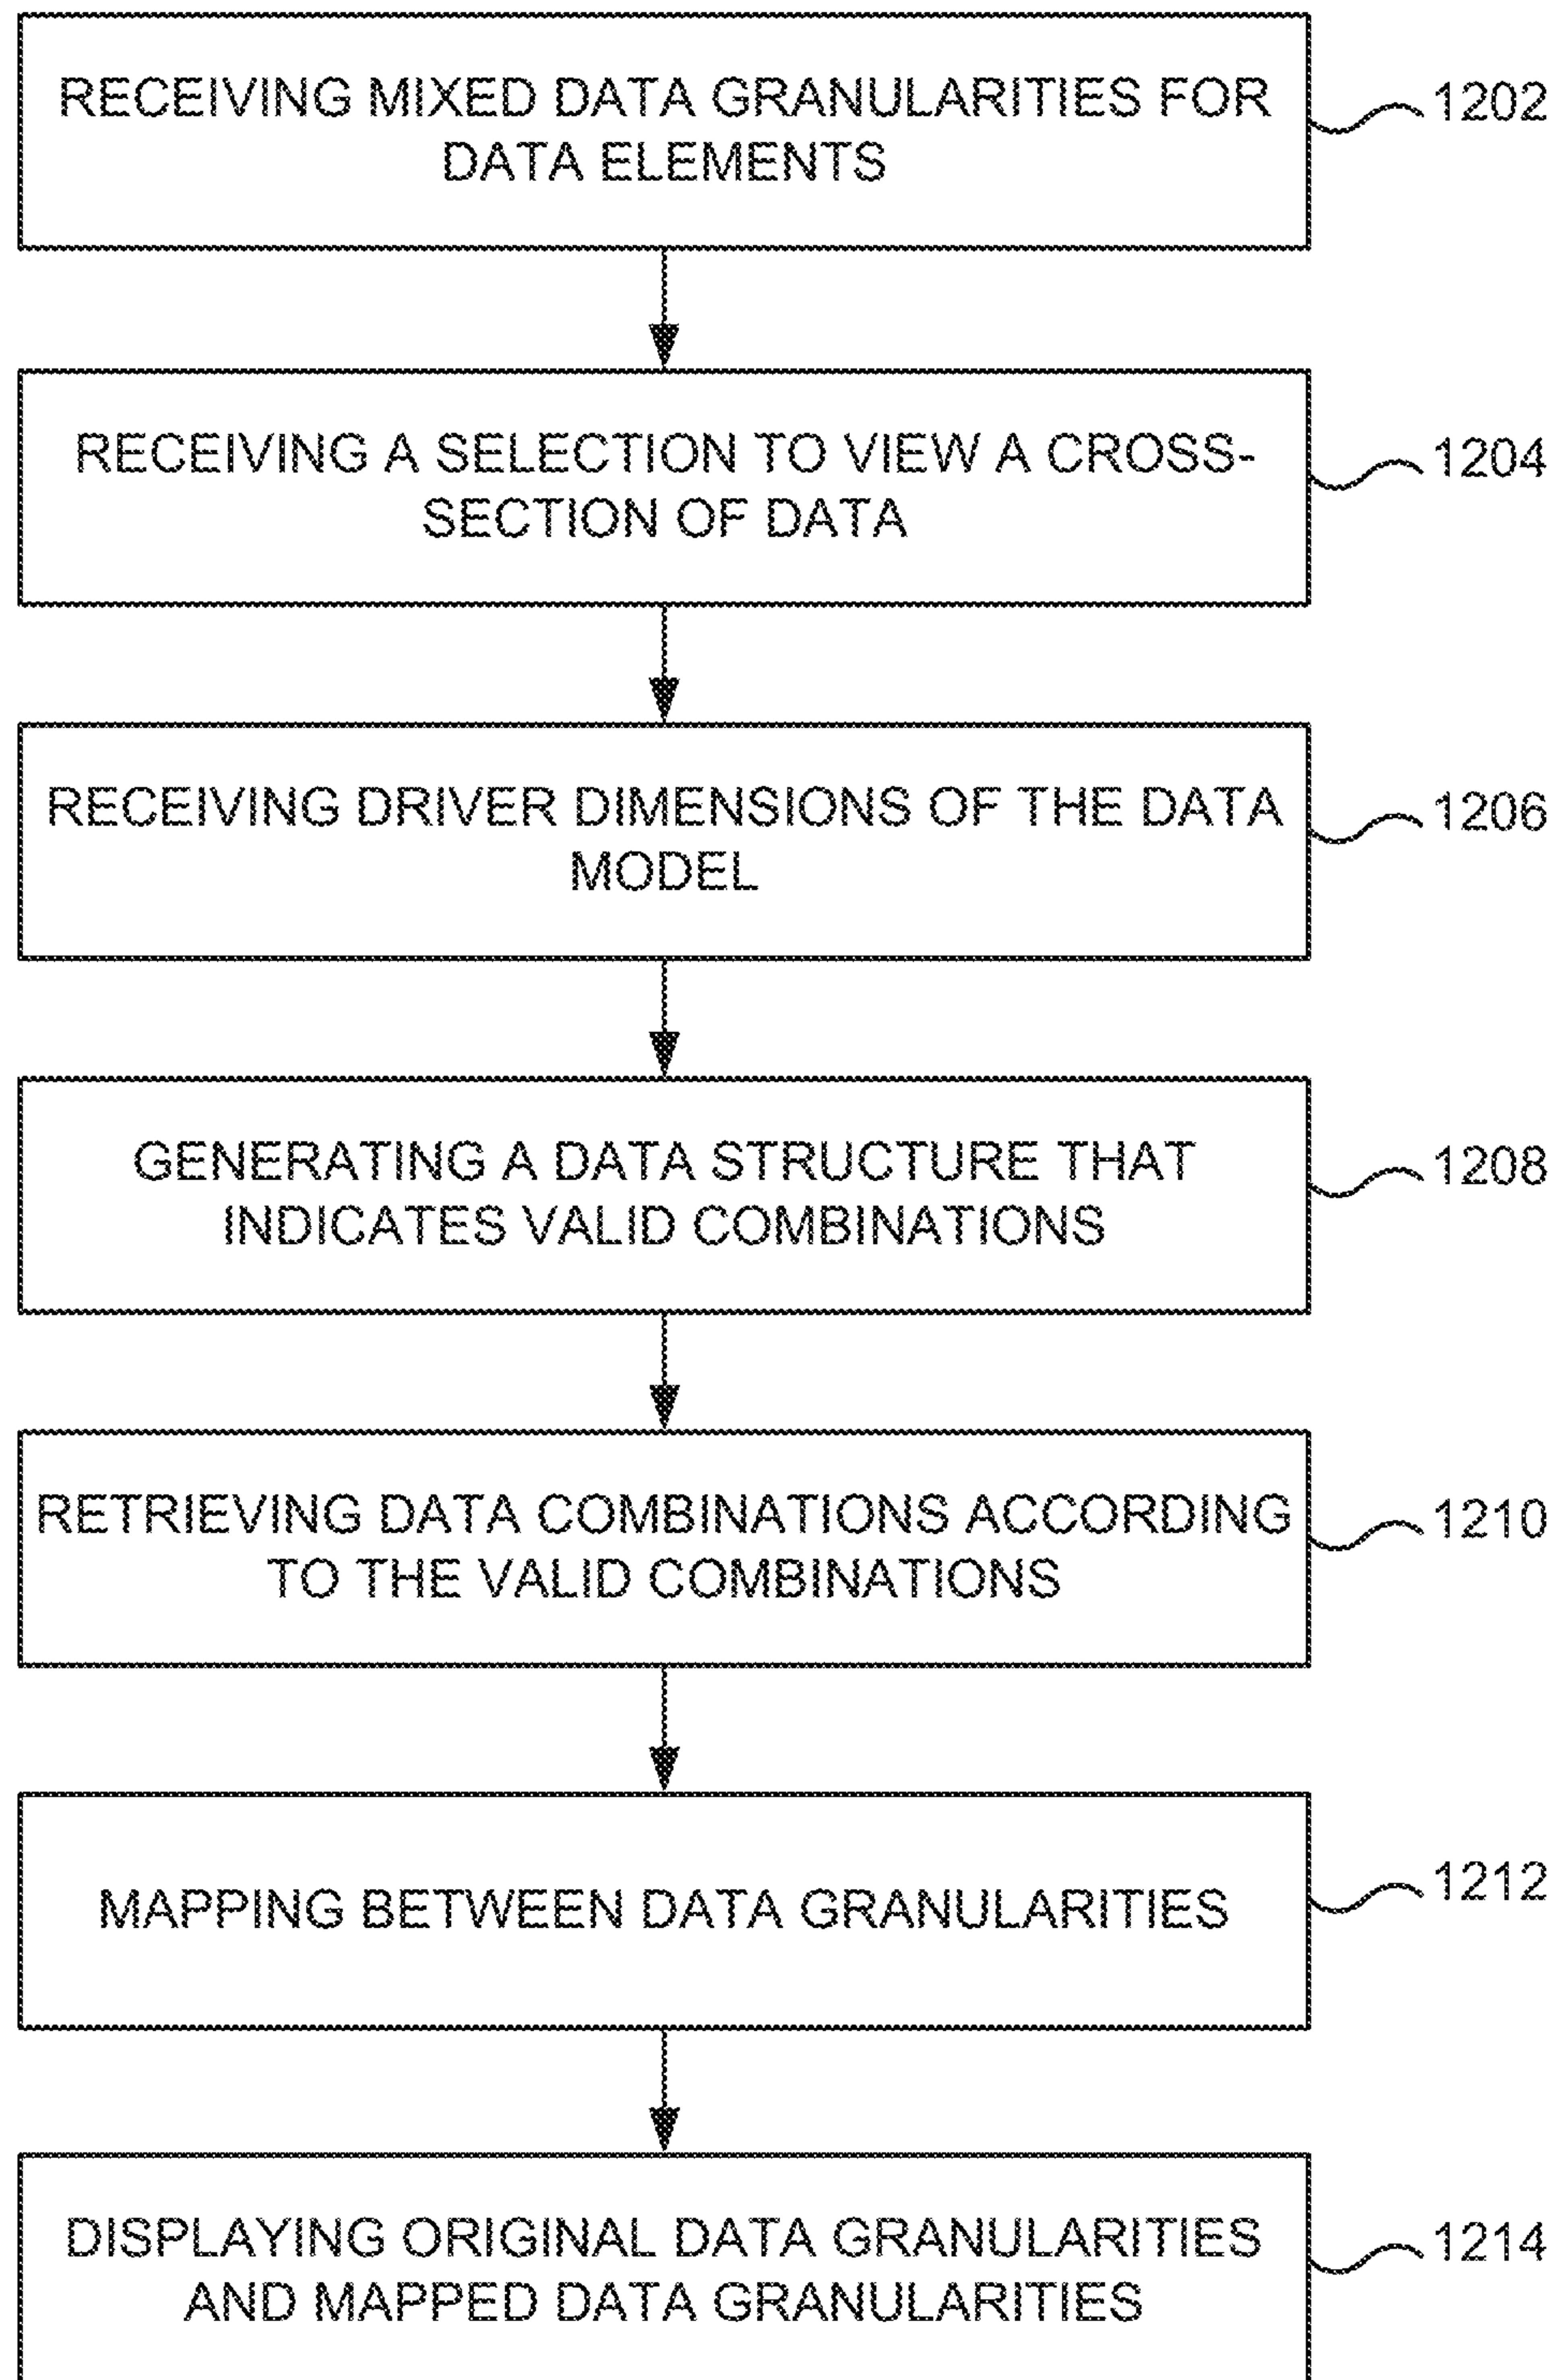 RECEIVING MIXED DATA GRANULARITIES FOR
DATA ELEMENTS
1202
RECEIVING A SELECTION TO VIEW A CROSS-
SECTION OF DATA
1204
RECEIVING DRIVER DIMENSIONS OF THE DATA
MODEL
1206
GENERATING A DATA STRUCTURE THAT
INDICATES VALID COMBINATIONS
1208
RETRIEVING DATA COMBINATIONS ACCORDING
TO THE VALID COMBINATIONS
1210
MAPPING BETWEEN DATA GRANULARITIES
1212
DISPLAYING ORIGINAL DATA GRANULARITIES
AND MAPPED DATA GRANULARITIES
1214